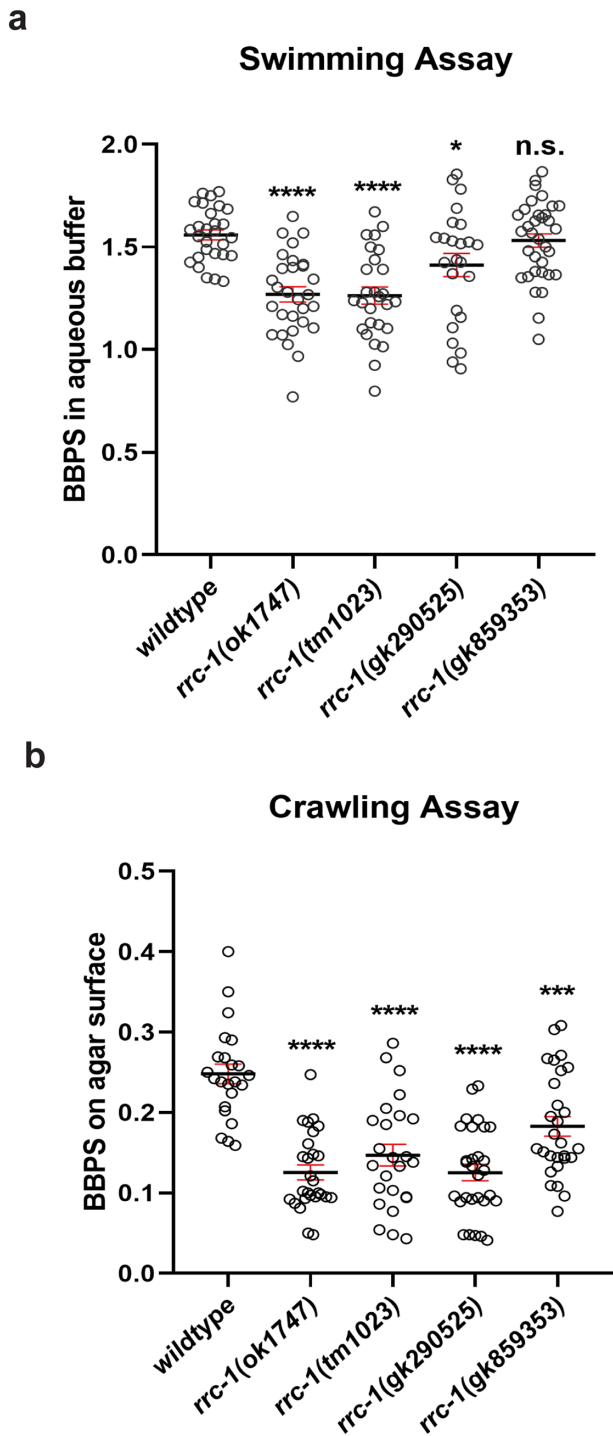 a
Swimming Assay
BBPS in aqueous buffer
2.0
1.5
1.0
0.5
0.0
****
****
*
n.s.
wildtype
rrc-1(ok1747)
rrc-1(tm1023)
rrc-1(gk290525)
rrc-1(gk859353)
b
Crawling Assay
BBPS on agar surface
0.5
0.4
0.3
0.2
0.1
0.0
****
****
****
***
wildtype
rrc-1(ok1747)
rrc-1(tm1023)
rrc-1(gk290525)
rrc-1(gk859353)